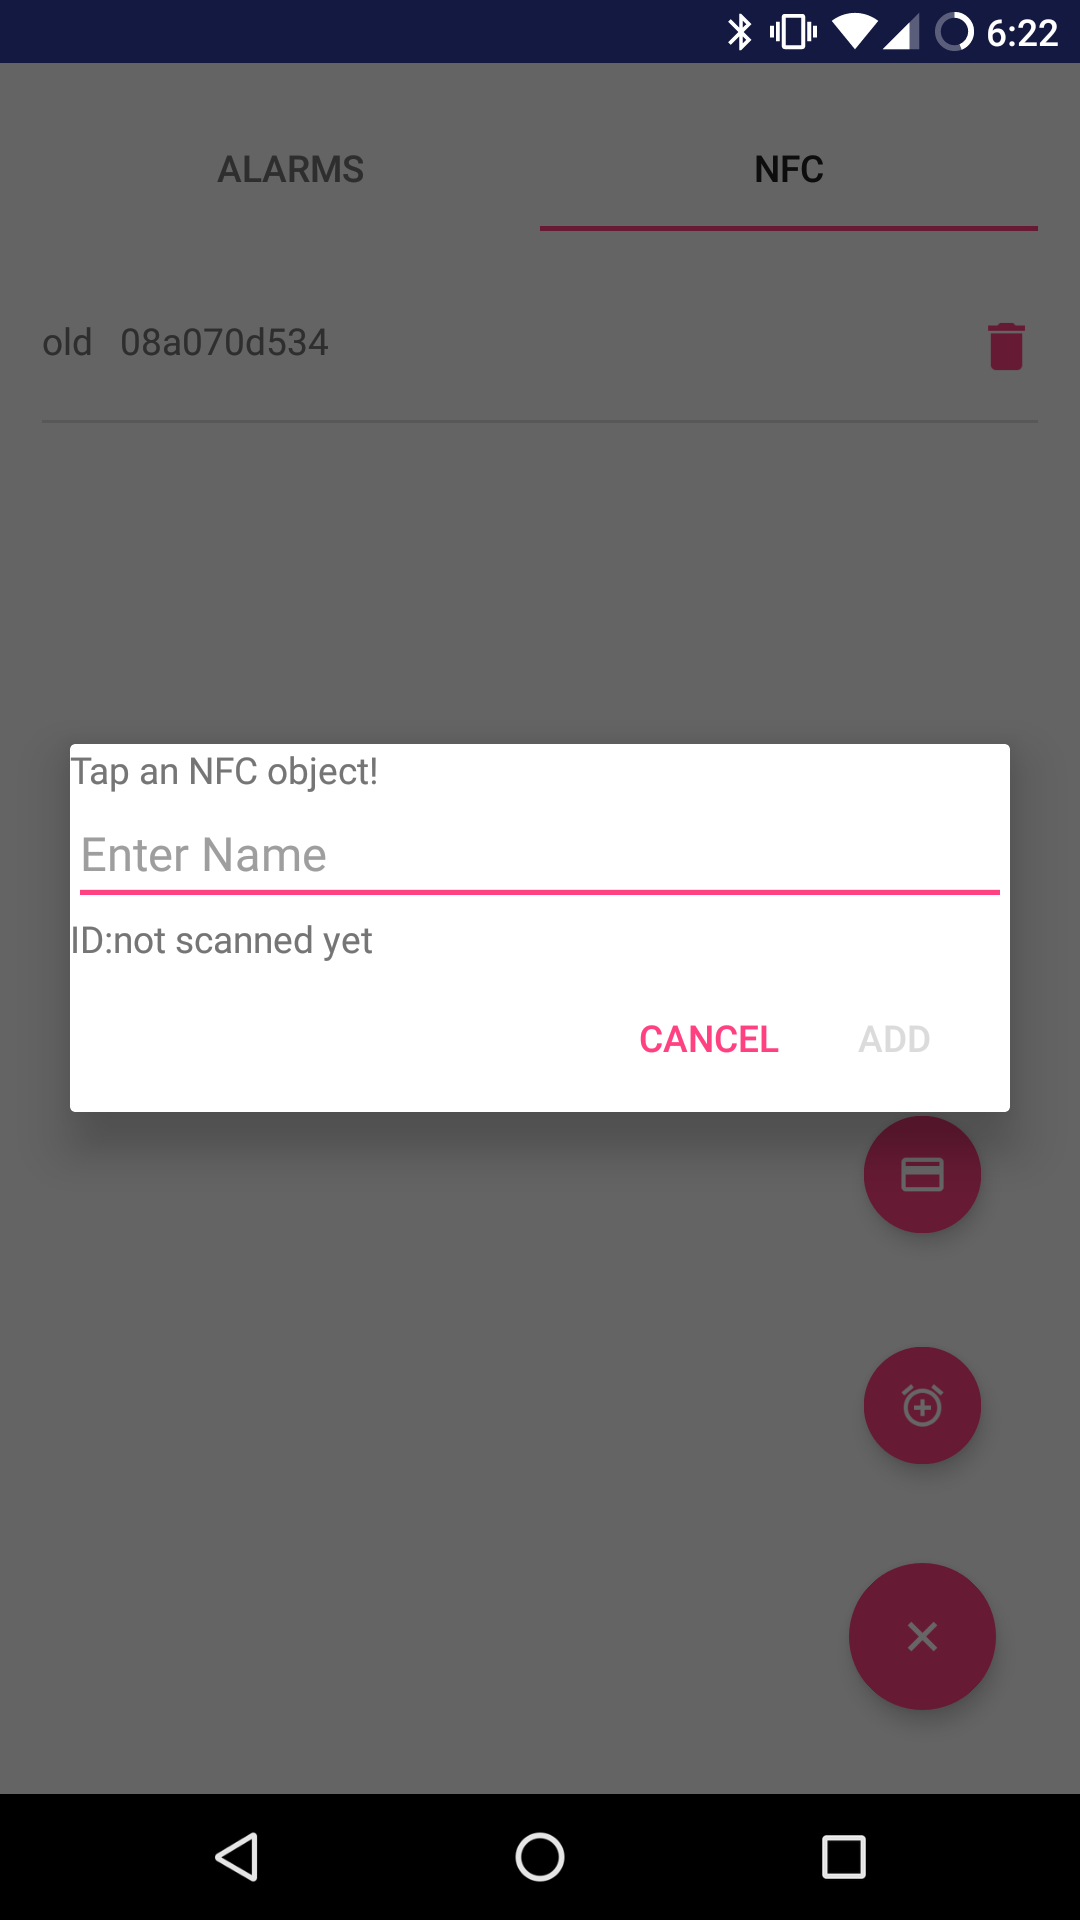 6:22
ALARMS NFC
old 08a070d534
Tap an NFC object!
Enter Name
ID:not scanned yet
CANCEL ADD